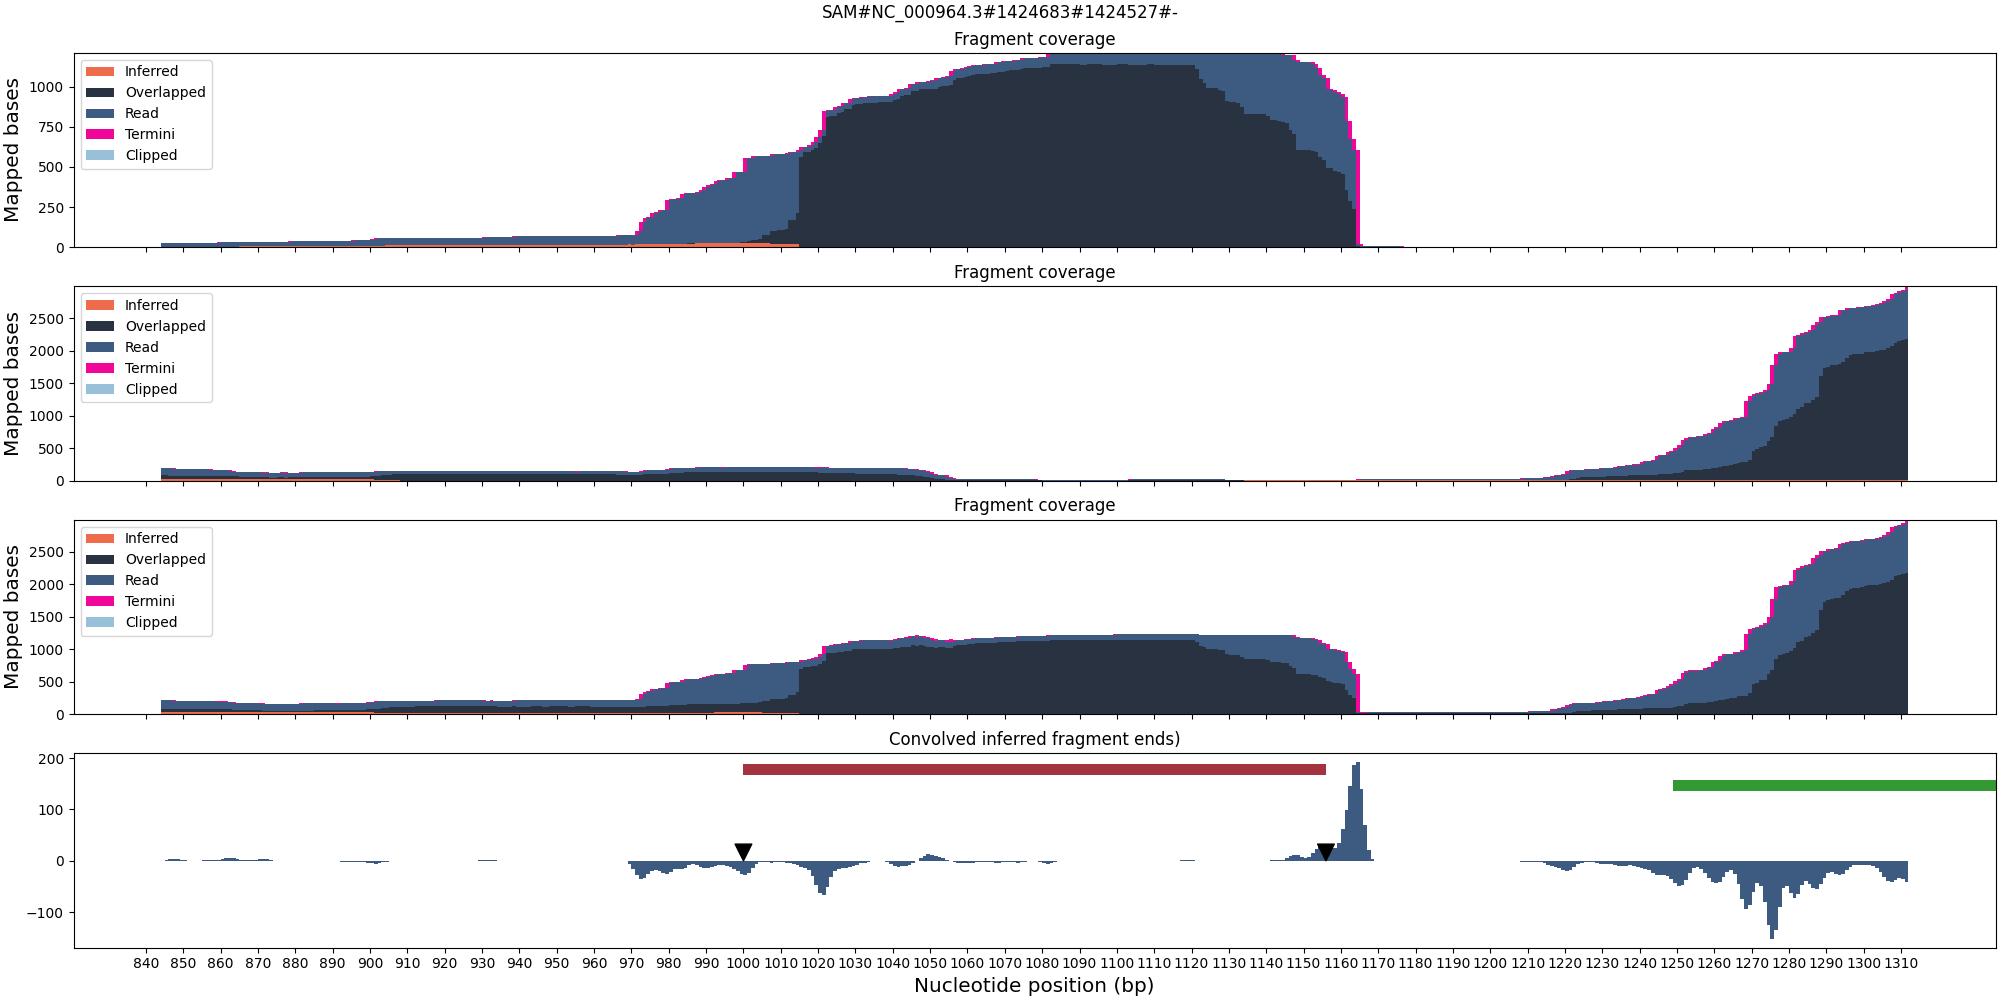 SAM#NC_000964.3#1424683#1424527#-
Fragment coverage
Mapped bases
1000
750
500
250
0
Inferred
Overlapped
Read
Termini
Clipped
Fragment coverage
Mapped bases
2500
2000
1500
1000
500
0
Inferred
Overlapped
Read
Termini
Clipped
Fragment coverage
Mapped bases
2500
2000
1500
1000
500
0
Inferred
Overlapped
Read
Termini
Clipped
Convolved inferred fragment ends)
200
100
0
−100
840 850 860 870 880 890 900 910 920 930 940 950 960 970 980 990 1000 1010 1020 1030 1040 1050 1060 1070 1080 1090 1100 1110 1120 1130 1140 1150 1160 1170 1180 1190 1200 1210 1220 1230 1240 1250 1260 1270 1280 1290 1300 1310
Nucleotide position (bp)